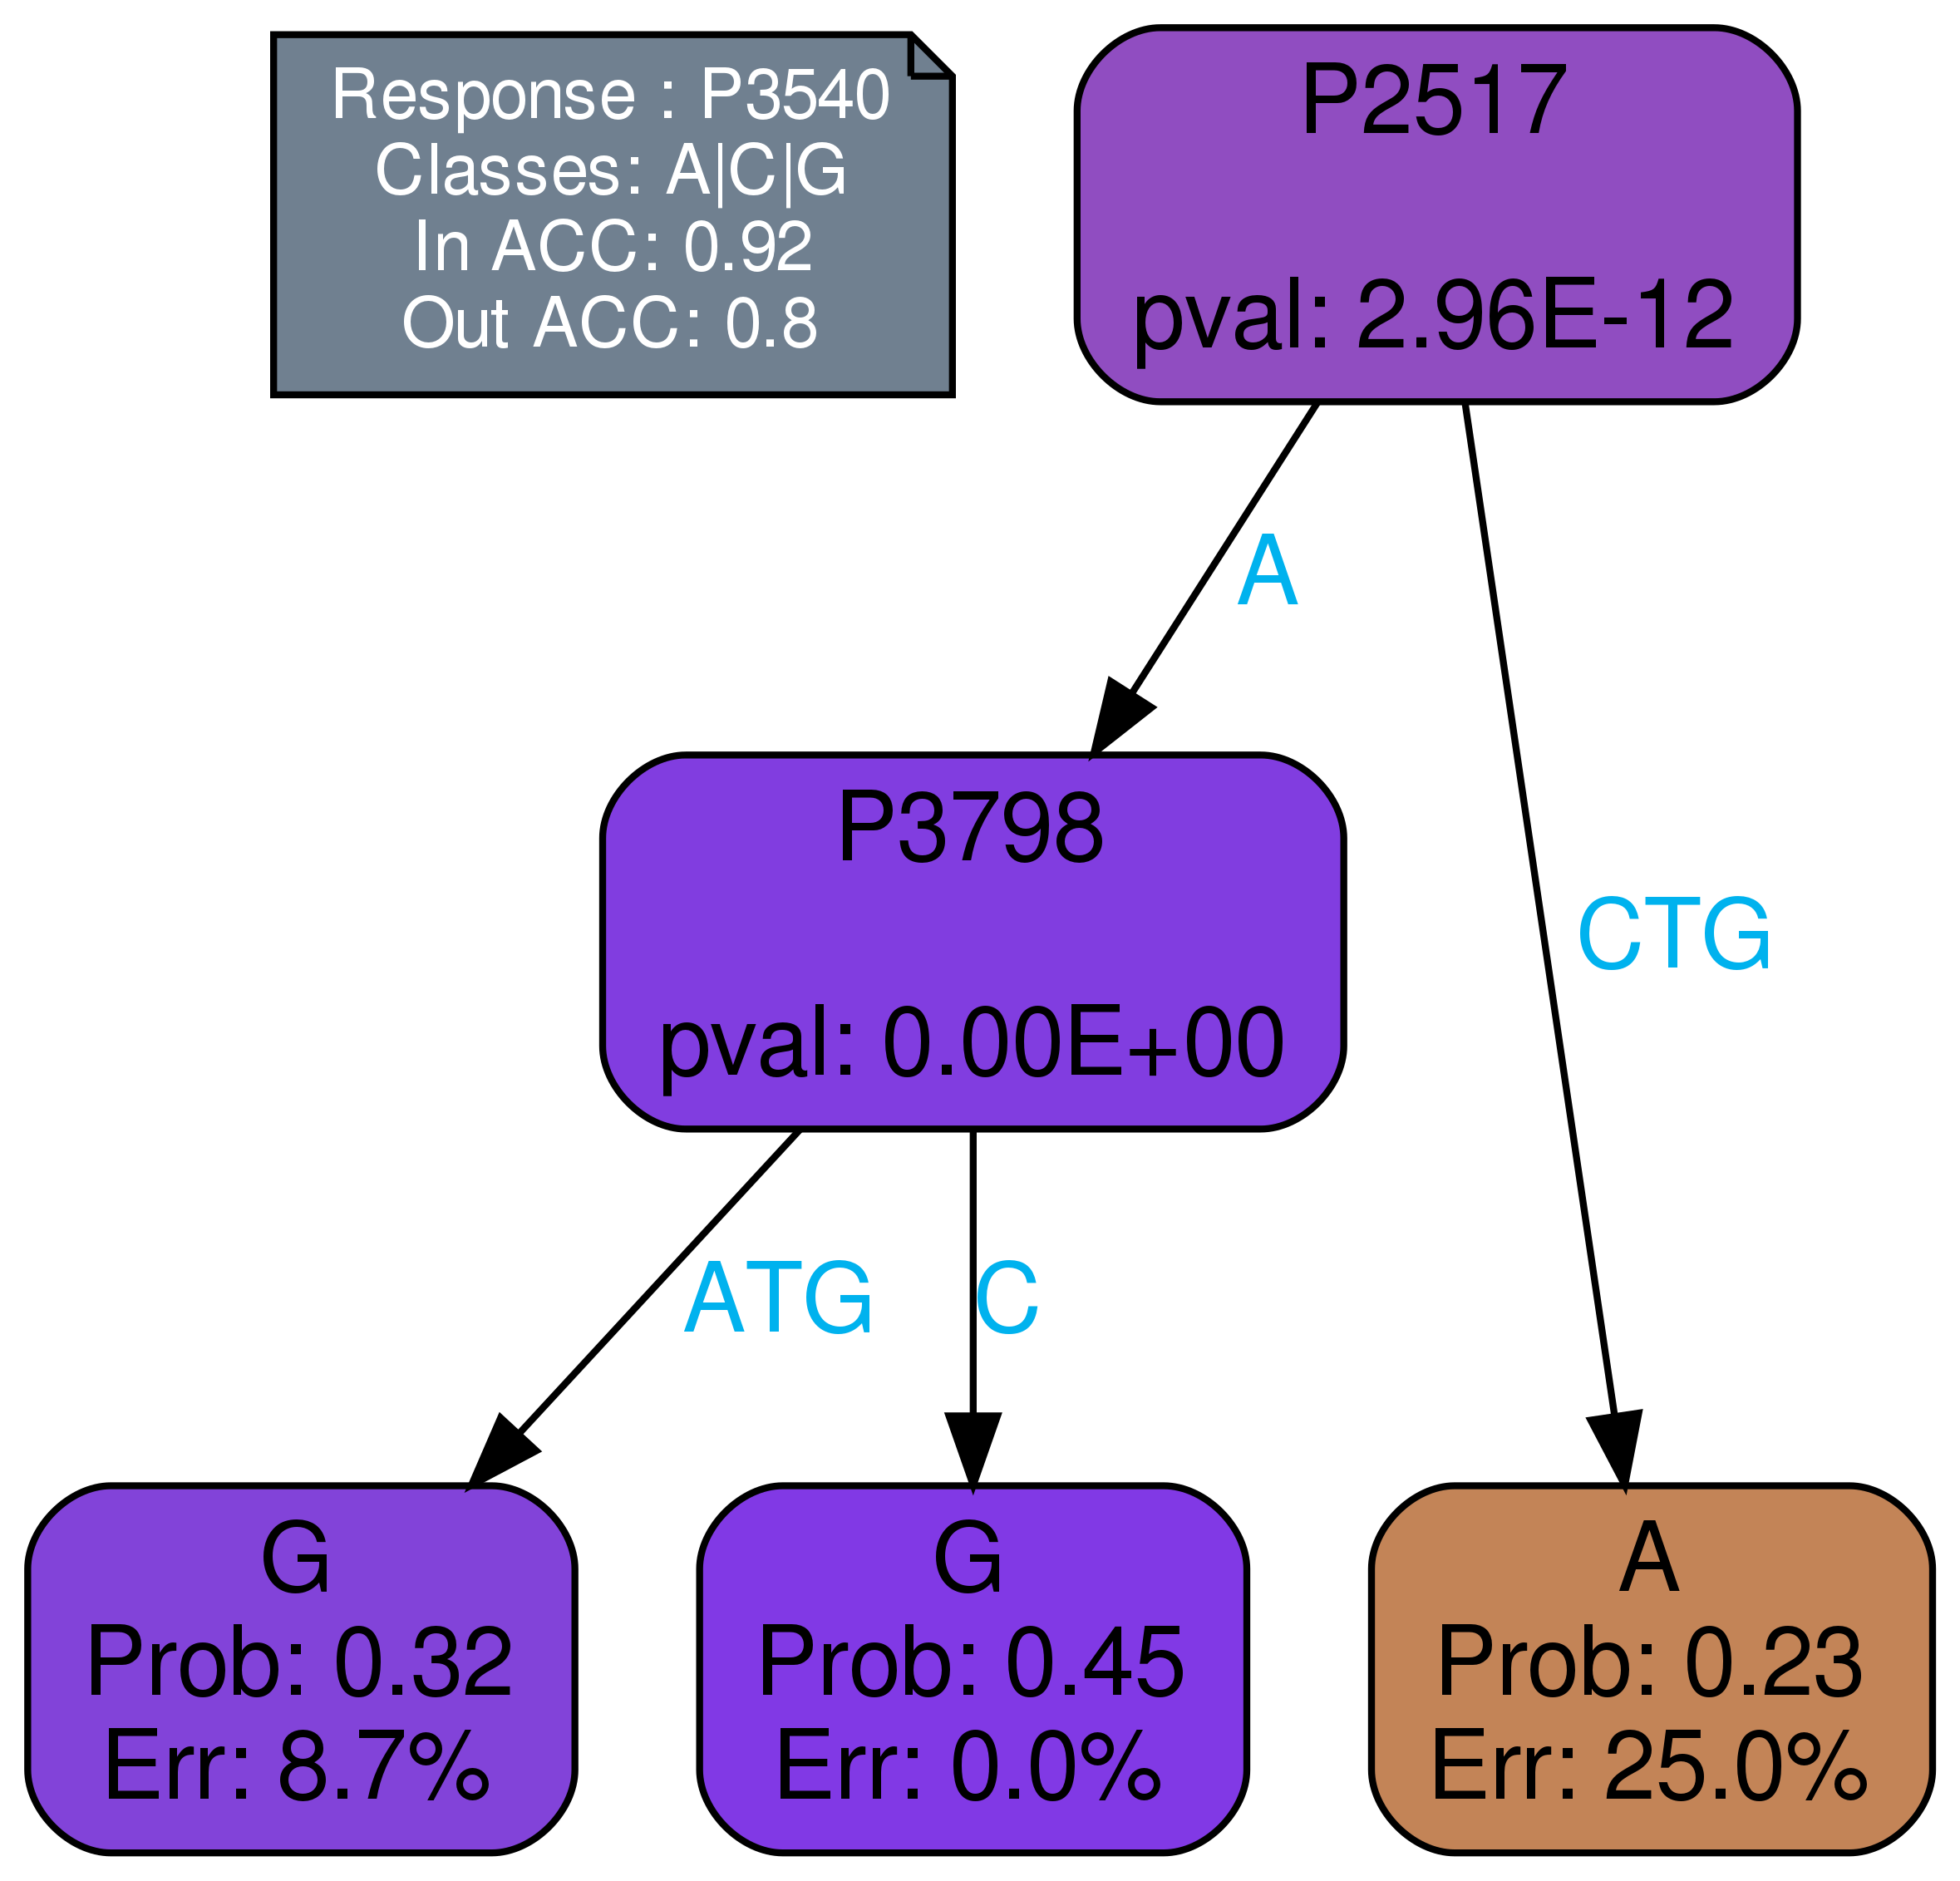 Response : P3540
Classes: A|C|G
In ACC: 0.92
Out ACC: 0.8
P2517
pval: 2.96E-12
A
CTG
P3798
pval: 0.00E+00
ATG
C
G
Prob: 0.32
Err: 8.7%
G
Prob: 0.45
Err: 0.0%
A
Prob: 0.23
Err: 25.0%